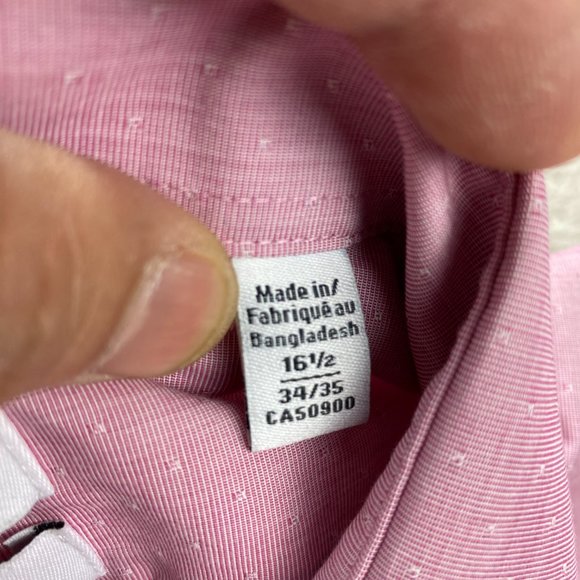 Made in/
Fabriqué au
Bangladesh
16 1/2
34/35
CA50900